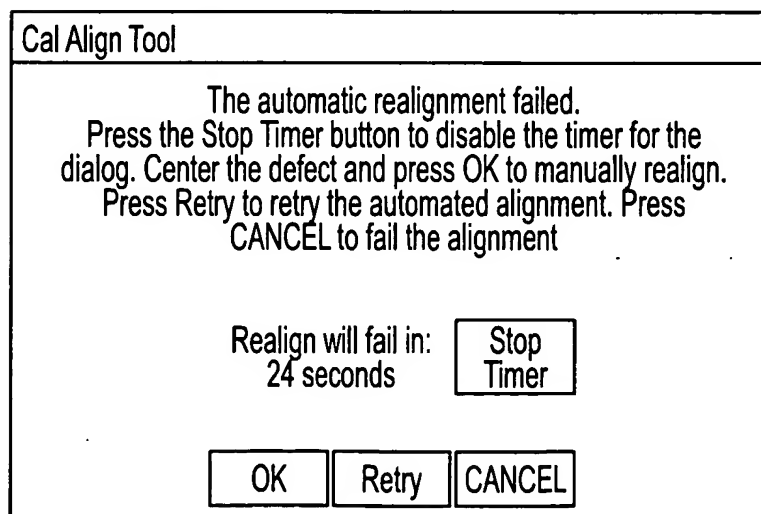 Cal Align Tool
The automatic realignment failed.
Press the Stop Timer button to disable the timer for the
dialog. Center the defect and press OK to manually realign.
Press Retry to retry the automated alignment. Press
CANCEL to fail the alignment
Realign will fail in:
24 seconds
Stop
Timer
OK
Retry
CANCEL